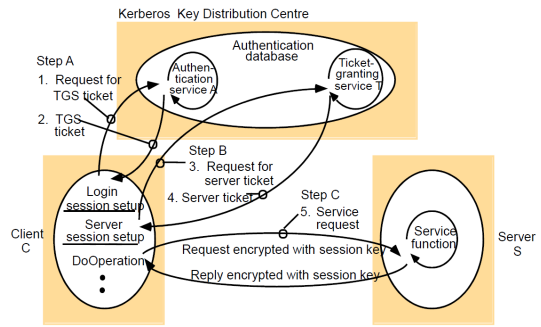 Kerberos Key Distribution Centre
Step A
1. Request for
TGS ticket
2. TGS
ticket
Authentication
database
Authen-
tication
service A
Ticket-
granting
service T
Step B
3. Request for
server ticket
4. Server ticket
Step C
5. Service
request
Client
C
Login
session setup
Server
session setup
DoOperation
Request encrypted with session key
Reply encrypted with session key
Service
function
Server
S